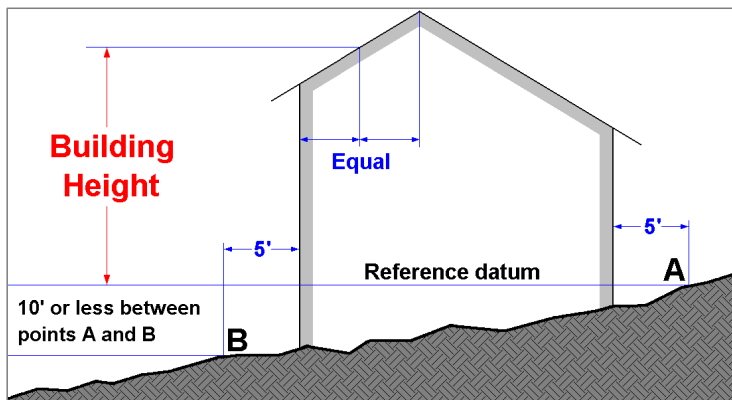 Building
Height
Equal
5'
5'
Reference datum
A
10' or less between
points A and B
B